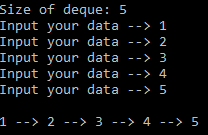 Size of deque: 5
Input your data --> 1
Input your data --> 2
Input your data --> 3
Input your data --> 4
Input your data --> 5
1 --> 2 --> 3 --> 4 --> 5